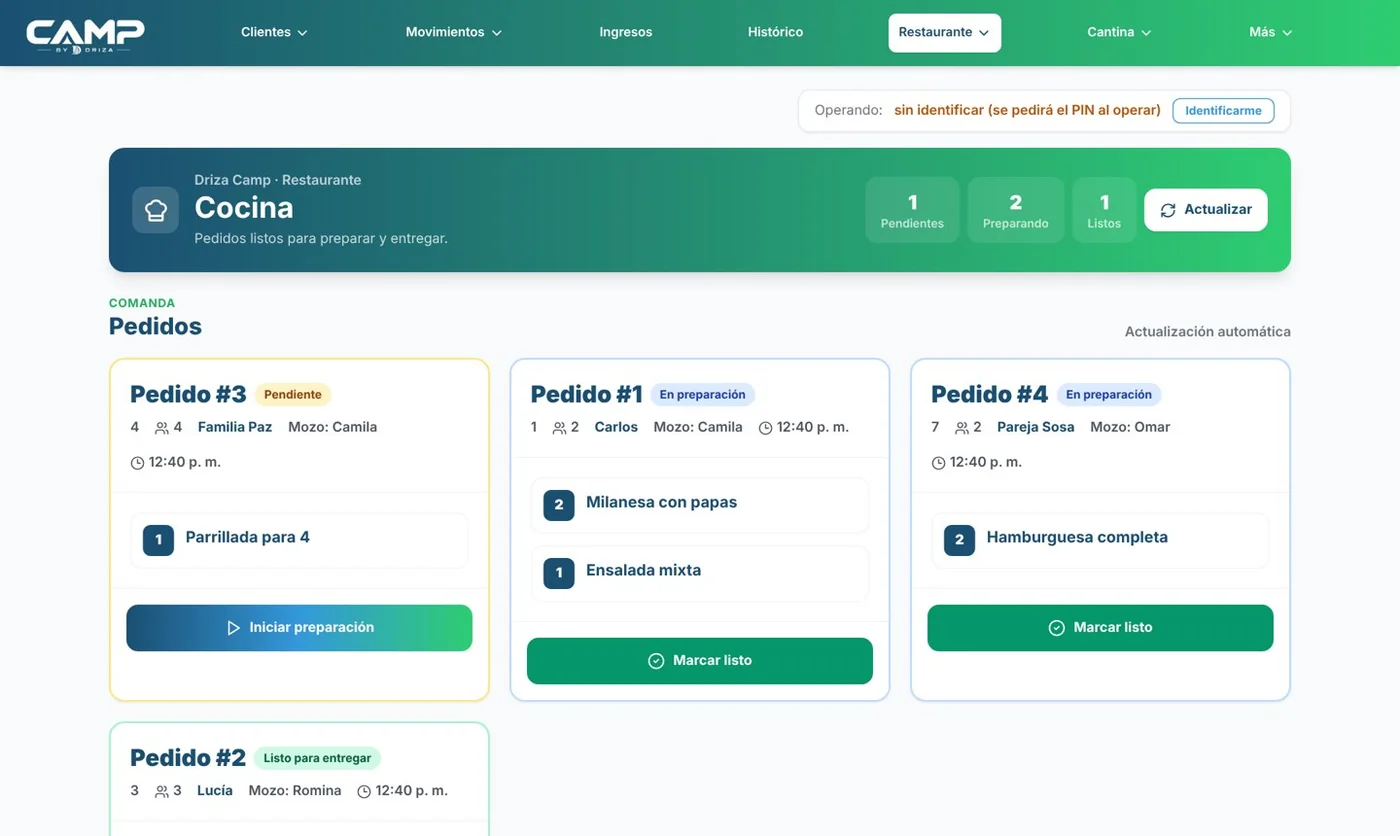 CAMP
BY DRIZA
Clientes
Movimientos
Ingresos
Histórico
Restaurante
Cantina
Más
Operando: sin identificar (se pedirá el PIN al operar) Identificarme
Driza Camp · Restaurante
Cocina
Pedidos listos para preparar y entregar.
1
Pendientes
2
Preparando
1
Listos
Actualizar
COMANDA
Pedidos
Actualización automática
Pedido #3 Pendiente
4 4 Familia Paz Mozo: Camila
12:40 p. m.
1 Parrillada para 4
Iniciar preparación
Pedido #1 En preparación
1 2 Carlos Mozo: Camila 12:40 p. m.
2 Milanesa con papas
1 Ensalada mixta
Marcar listo
Pedido #4 En preparación
7 2 Pareja Sosa Mozo: Omar
12:40 p. m.
2 Hamburguesa completa
Marcar listo
Pedido #2 Listo para entregar
3 3 Lucía Mozo: Romina 12:40 p. m.